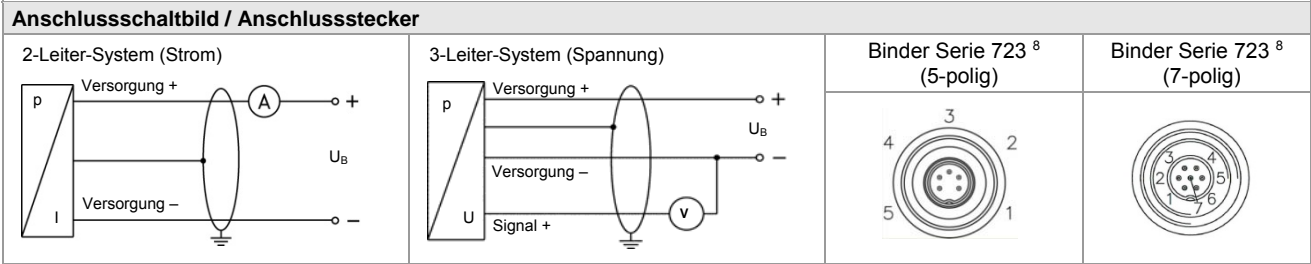 Anschlussschaltbild / Anschlussstecker
2-Leiter-System (Strom)
p
I
Versorgung +
A
+
U_B
Versorgung –
–
3-Leiter-System (Spannung)
p
U
Versorgung +
+
U_B
–
Versorgung –
V
Signal +
Binder Serie 723 ⁸
(5-polig)
3
4
2
5
1
Binder Serie 723 ⁸
(7-polig)
3
4
2
5
1
6
7